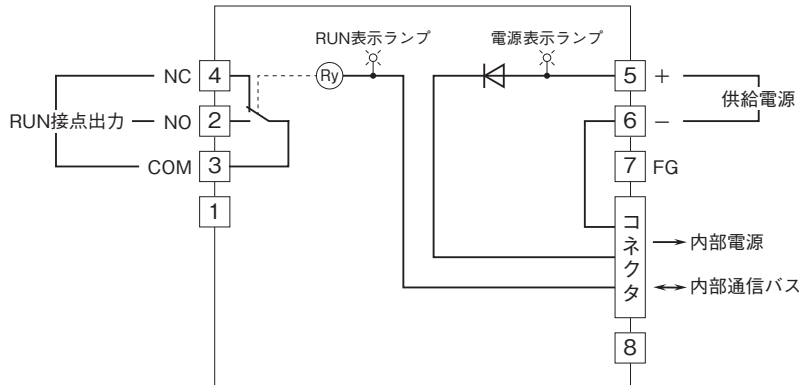 RUN表示ランプ
電源表示ランプ
NC 4
Ry
5 +
RUN接点出力
NO 2
6 −
供給電源
COM 3
7 FG
1
コネクタ
内部電源
内部通信バス
8